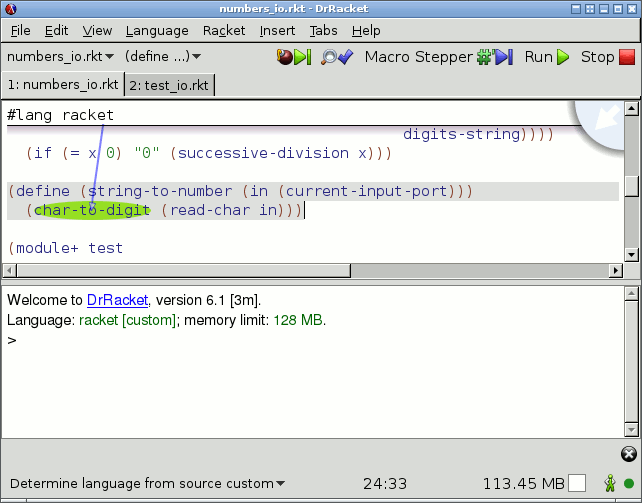 numbers_io.rkt - DrRacket
File Edit View Language Racket Insert Tabs Help
numbers_io.rkt (define ...) Macro Stepper Run Stop
1: numbers_io.rkt 2: test_io.rkt
#lang racket
digits-string))))
(if (= x 0) "0" (successive-division x)))
(define (string-to-number (in (current-input-port)))
(char-to-digit (read-char in)))
(module+ test
Welcome to DrRacket, version 6.1 [3m].
Language: racket [custom]; memory limit: 128 MB.
>
Determine language from source custom 24:33 113.45 MB